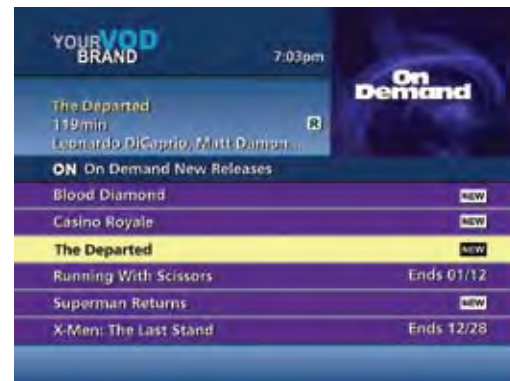 YOUR VOD
BRAND
7:03pm
On
Demand
The Departed
119min R
Leonardo DiCaprio, Matt Damon...
ON On Demand New Releases
Blood Diamond NEW
Casino Royale NEW
The Departed NEW
Running With Scissors Ends 01/12
Superman Returns NEW
X-Men: The Last Stand Ends 12/28